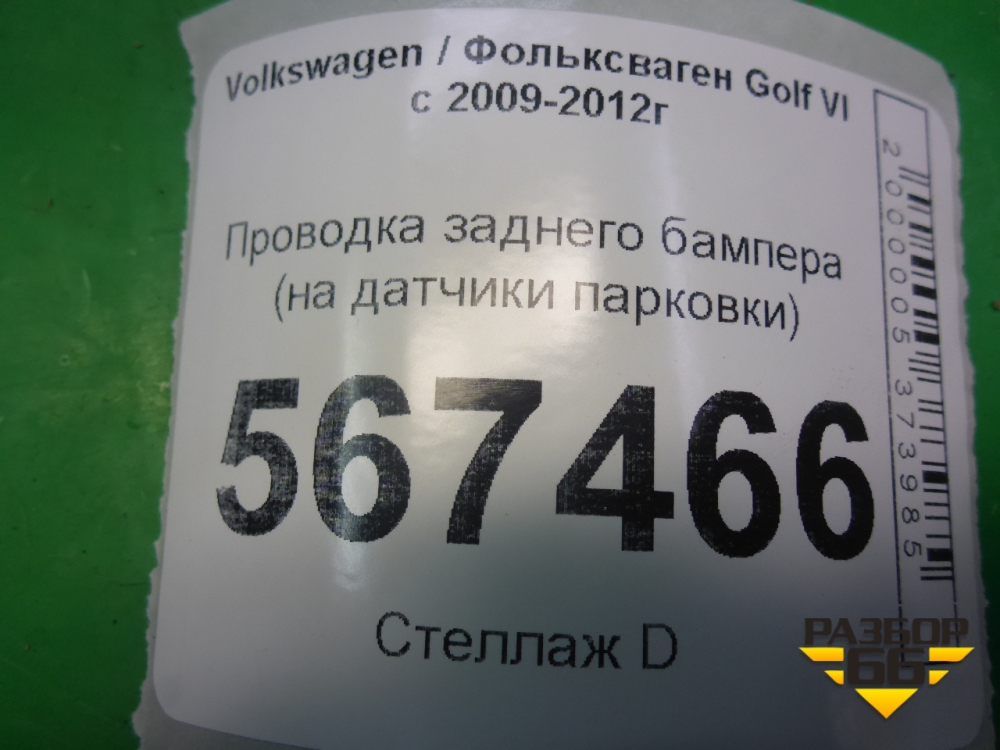 Volkswagen / Фольксваген Golf VI
с 2009-2012г
Проводка заднего бампера
(на датчики парковки)
567466
Стеллаж D
2000005373985
РАЗБОР
66